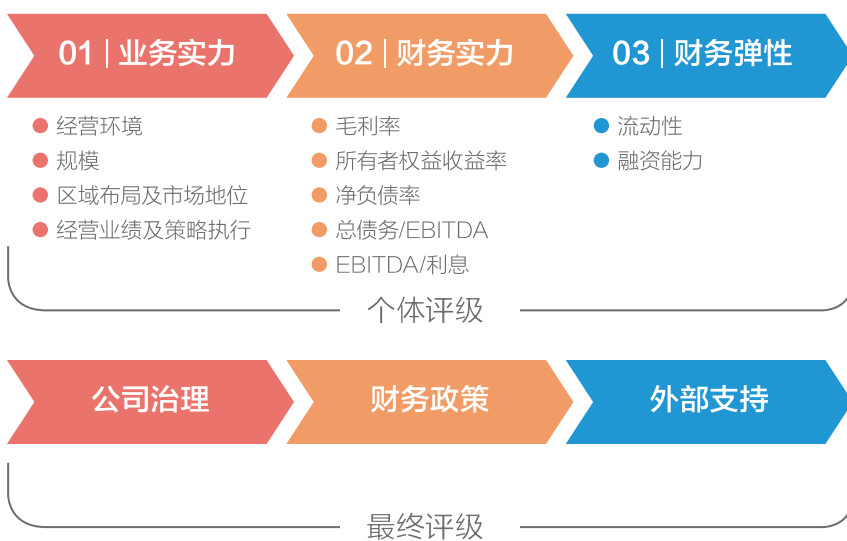 01 | 业务实力
02 | 财务实力
03 | 财务弹性
经营环境
规模
区域布局及市场地位
经营业绩及策略执行
毛利率
所有者权益收益率
净负债率
总债务/EBITDA
EBITDA/利息
流动性
融资能力
个体评级
公司治理
财务政策
外部支持
最终评级